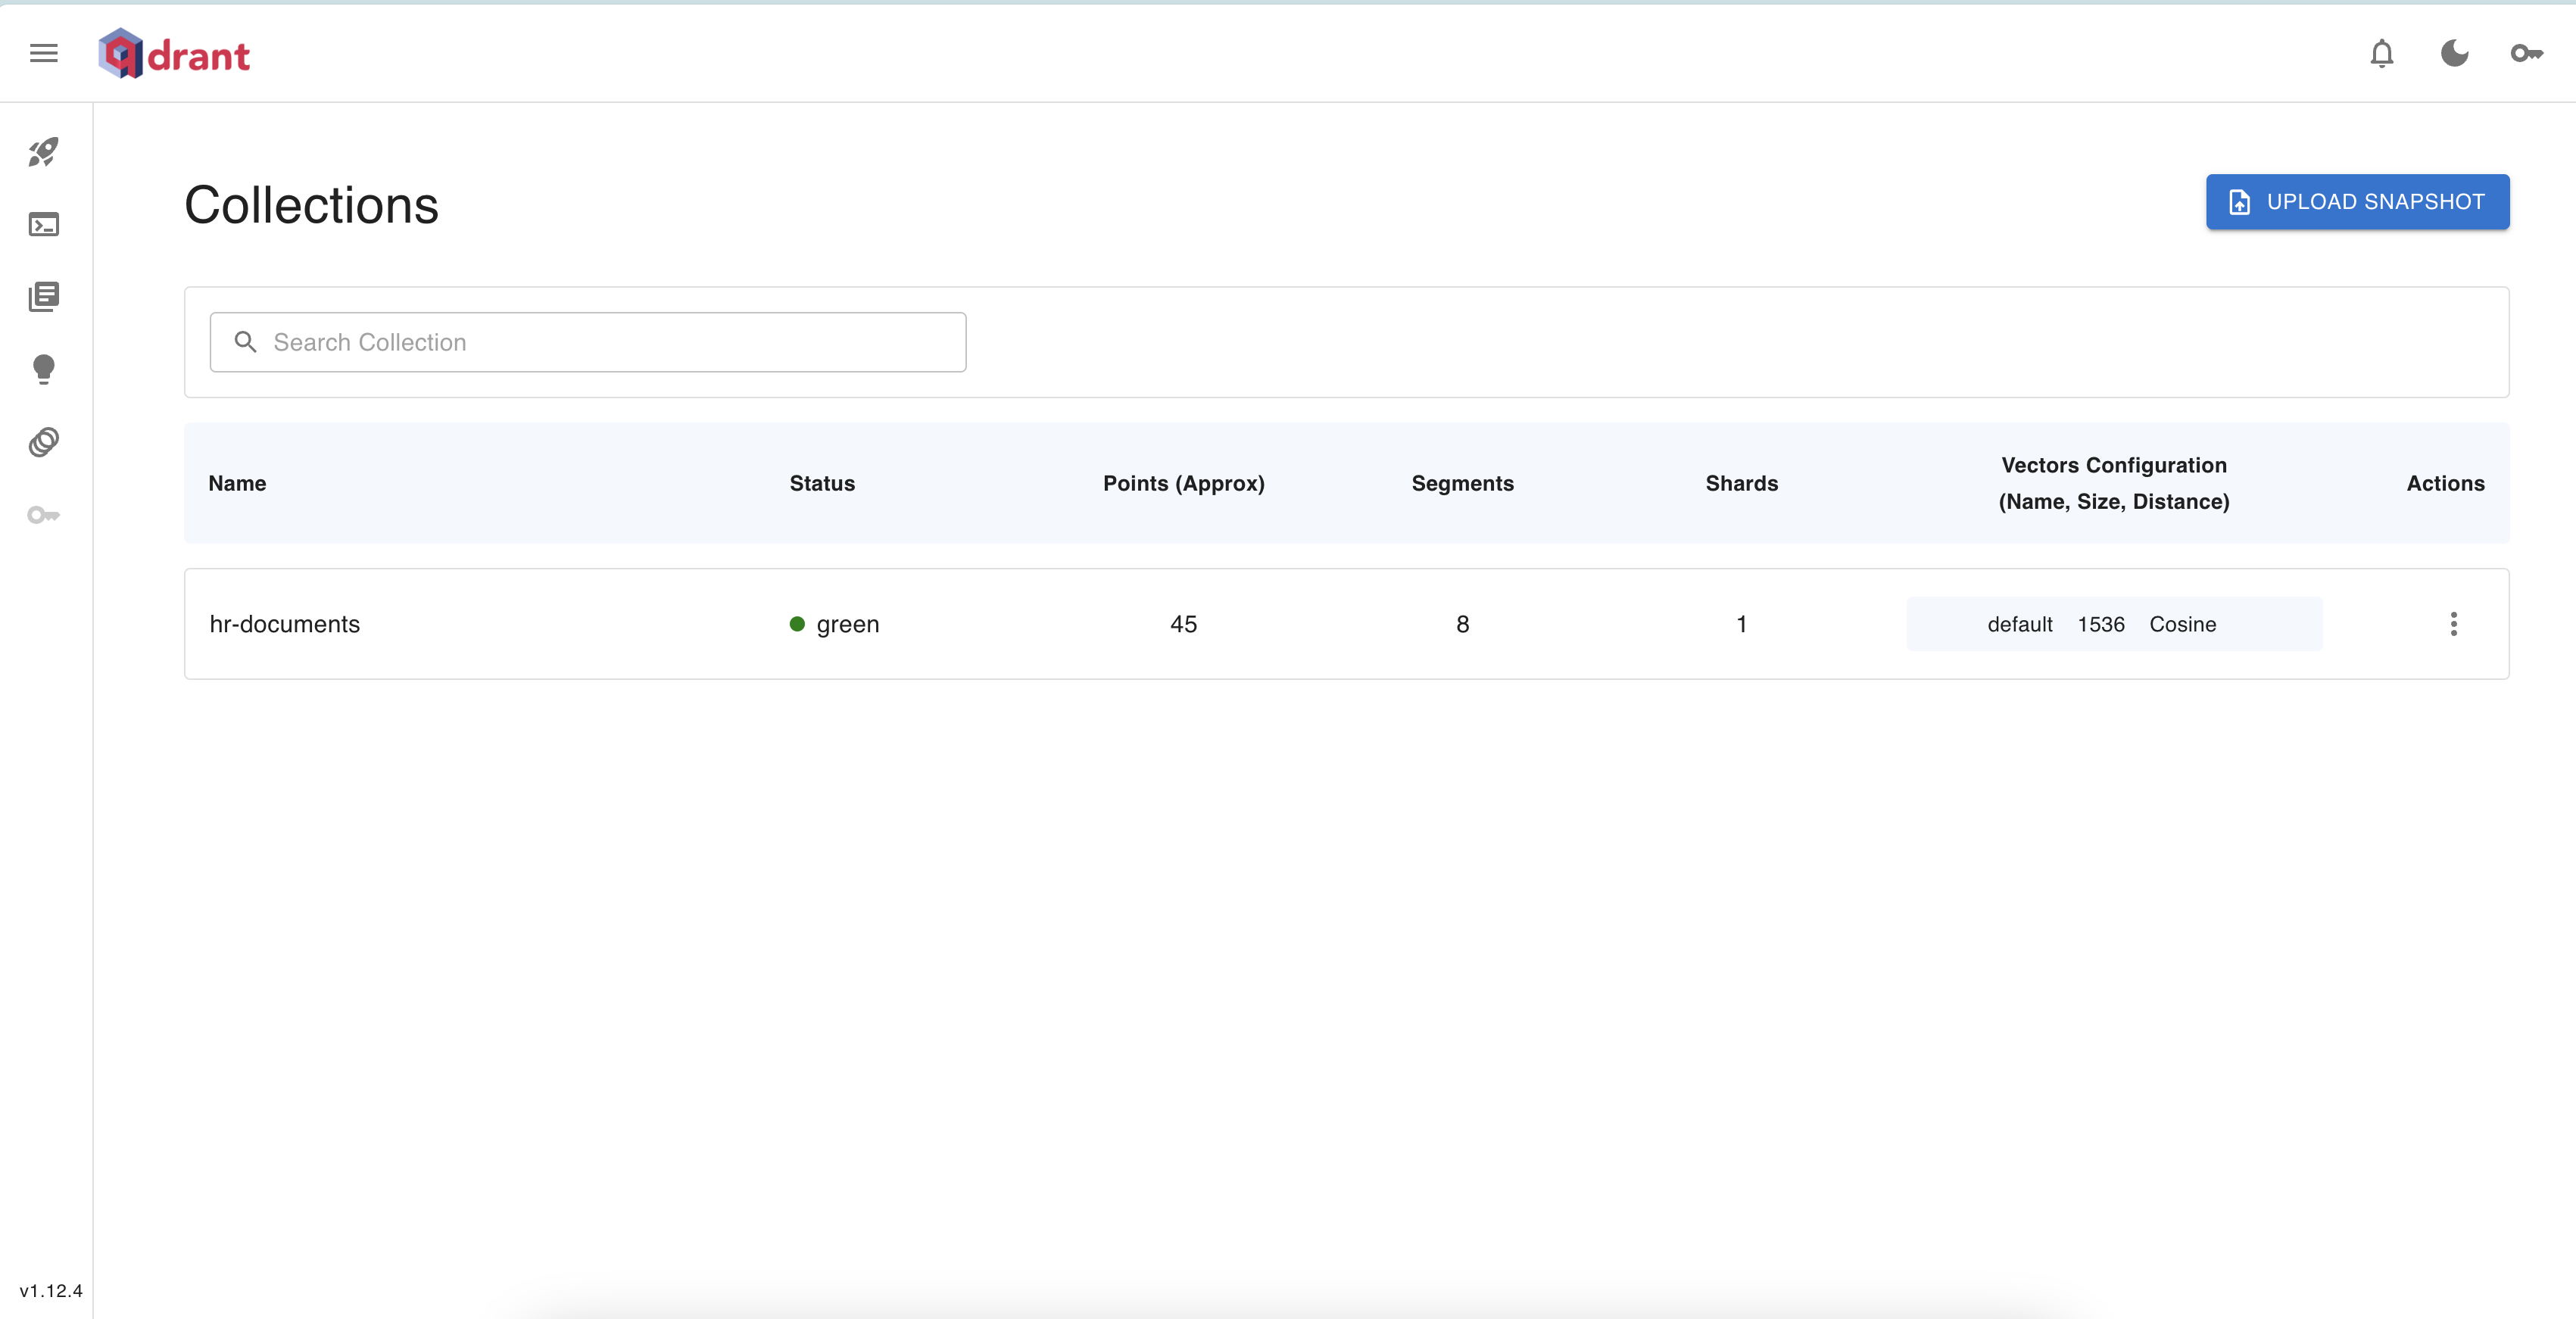 qdrant
Collections
UPLOAD SNAPSHOT
Search Collection
Name
Status
Points (Approx)
Segments
Shards
Vectors Configuration
(Name, Size, Distance)
Actions
hr-documents
green
45
8
1
default 1536 Cosine
v1.12.4